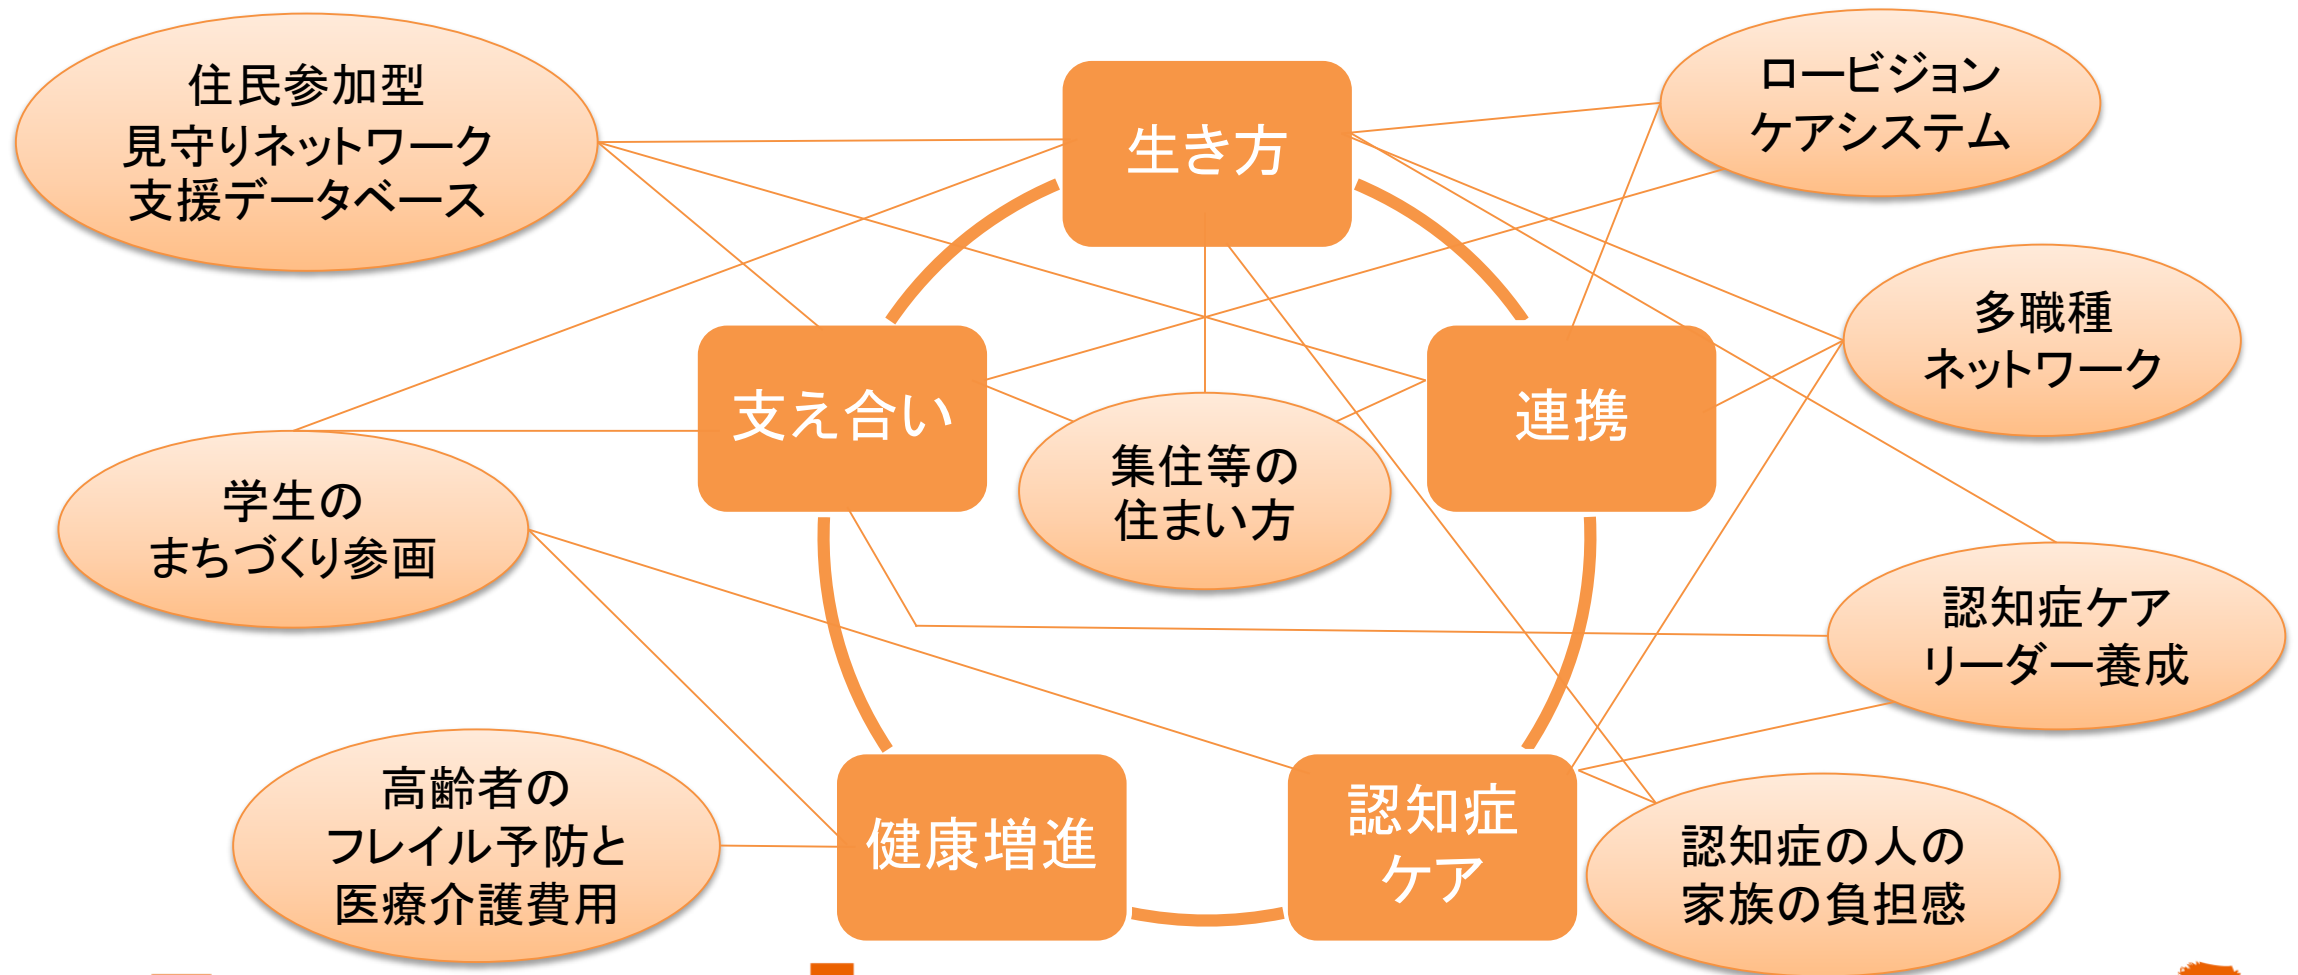 住民参加型
見守りネットワーク
支援データベース
生き方
ロービジョン
ケアシステム
多職種
ネットワーク
支え合い
連携
集住等の
住まい方
学生の
まちづくり参画
認知症ケア
リーダー養成
高齢者の
フレイル予防と
医療介護費用
健康増進
認知症
ケア
認知症の人の
家族の負担感